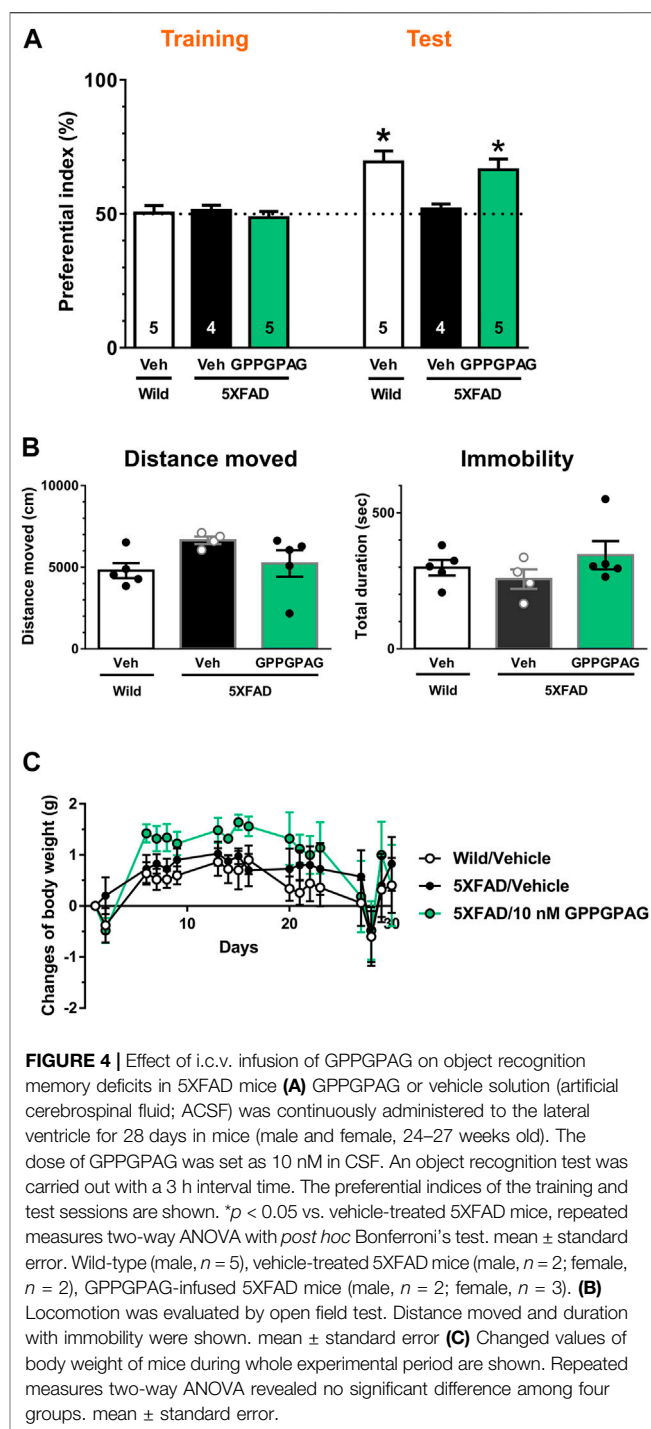 A
Training Test
Preferential index (%)
100
50
0
* *
5 4 5 5 4 5
Veh Veh GPPGPAG Veh Veh GPPGPAG
Wild 5XFAD Wild 5XFAD
B
Distance moved
Distance moved (cm)
10000
5000
0
Veh Veh GPPGPAG
Wild 5XFAD
Immobility
Total duration (sec)
500
0
Veh Veh GPPGPAG
Wild 5XFAD
C
Changes of body weight (g)
2
1
0
-1
-2
10 20 30
Days
Wild/Vehicle
5XFAD/Vehicle
5XFAD/10 nM GPPGPAG
FIGURE 4 | Effect of i.c.v. infusion of GPPGPAG on object recognition
memory deficits in 5XFAD mice (A) GPPGPAG or vehicle solution (artificial
cerebrospinal fluid; ACSF) was continuously administered to the lateral
ventricle for 28 days in mice (male and female, 24–27 weeks old). The
dose of GPPGPAG was set as 10 nM in CSF. An object recognition test was
carried out with a 3 h interval time. The preferential indices of the training and
test sessions are shown. *p < 0.05 vs. vehicle-treated 5XFAD mice, repeated
measures two-way ANOVA with post hoc Bonferroni's test. mean ± standard
error. Wild-type (male, n = 5), vehicle-treated 5XFAD mice (male, n = 2; female,
n = 2), GPPGPAG-infused 5XFAD mice (male, n = 2; female, n = 3). (B)
Locomotion was evaluated by open field test. Distance moved and duration
with immobility were shown. mean ± standard error (C) Changed values of
body weight of mice during whole experimental period are shown. Repeated
measures two-way ANOVA revealed no significant difference among four
groups. mean ± standard error.